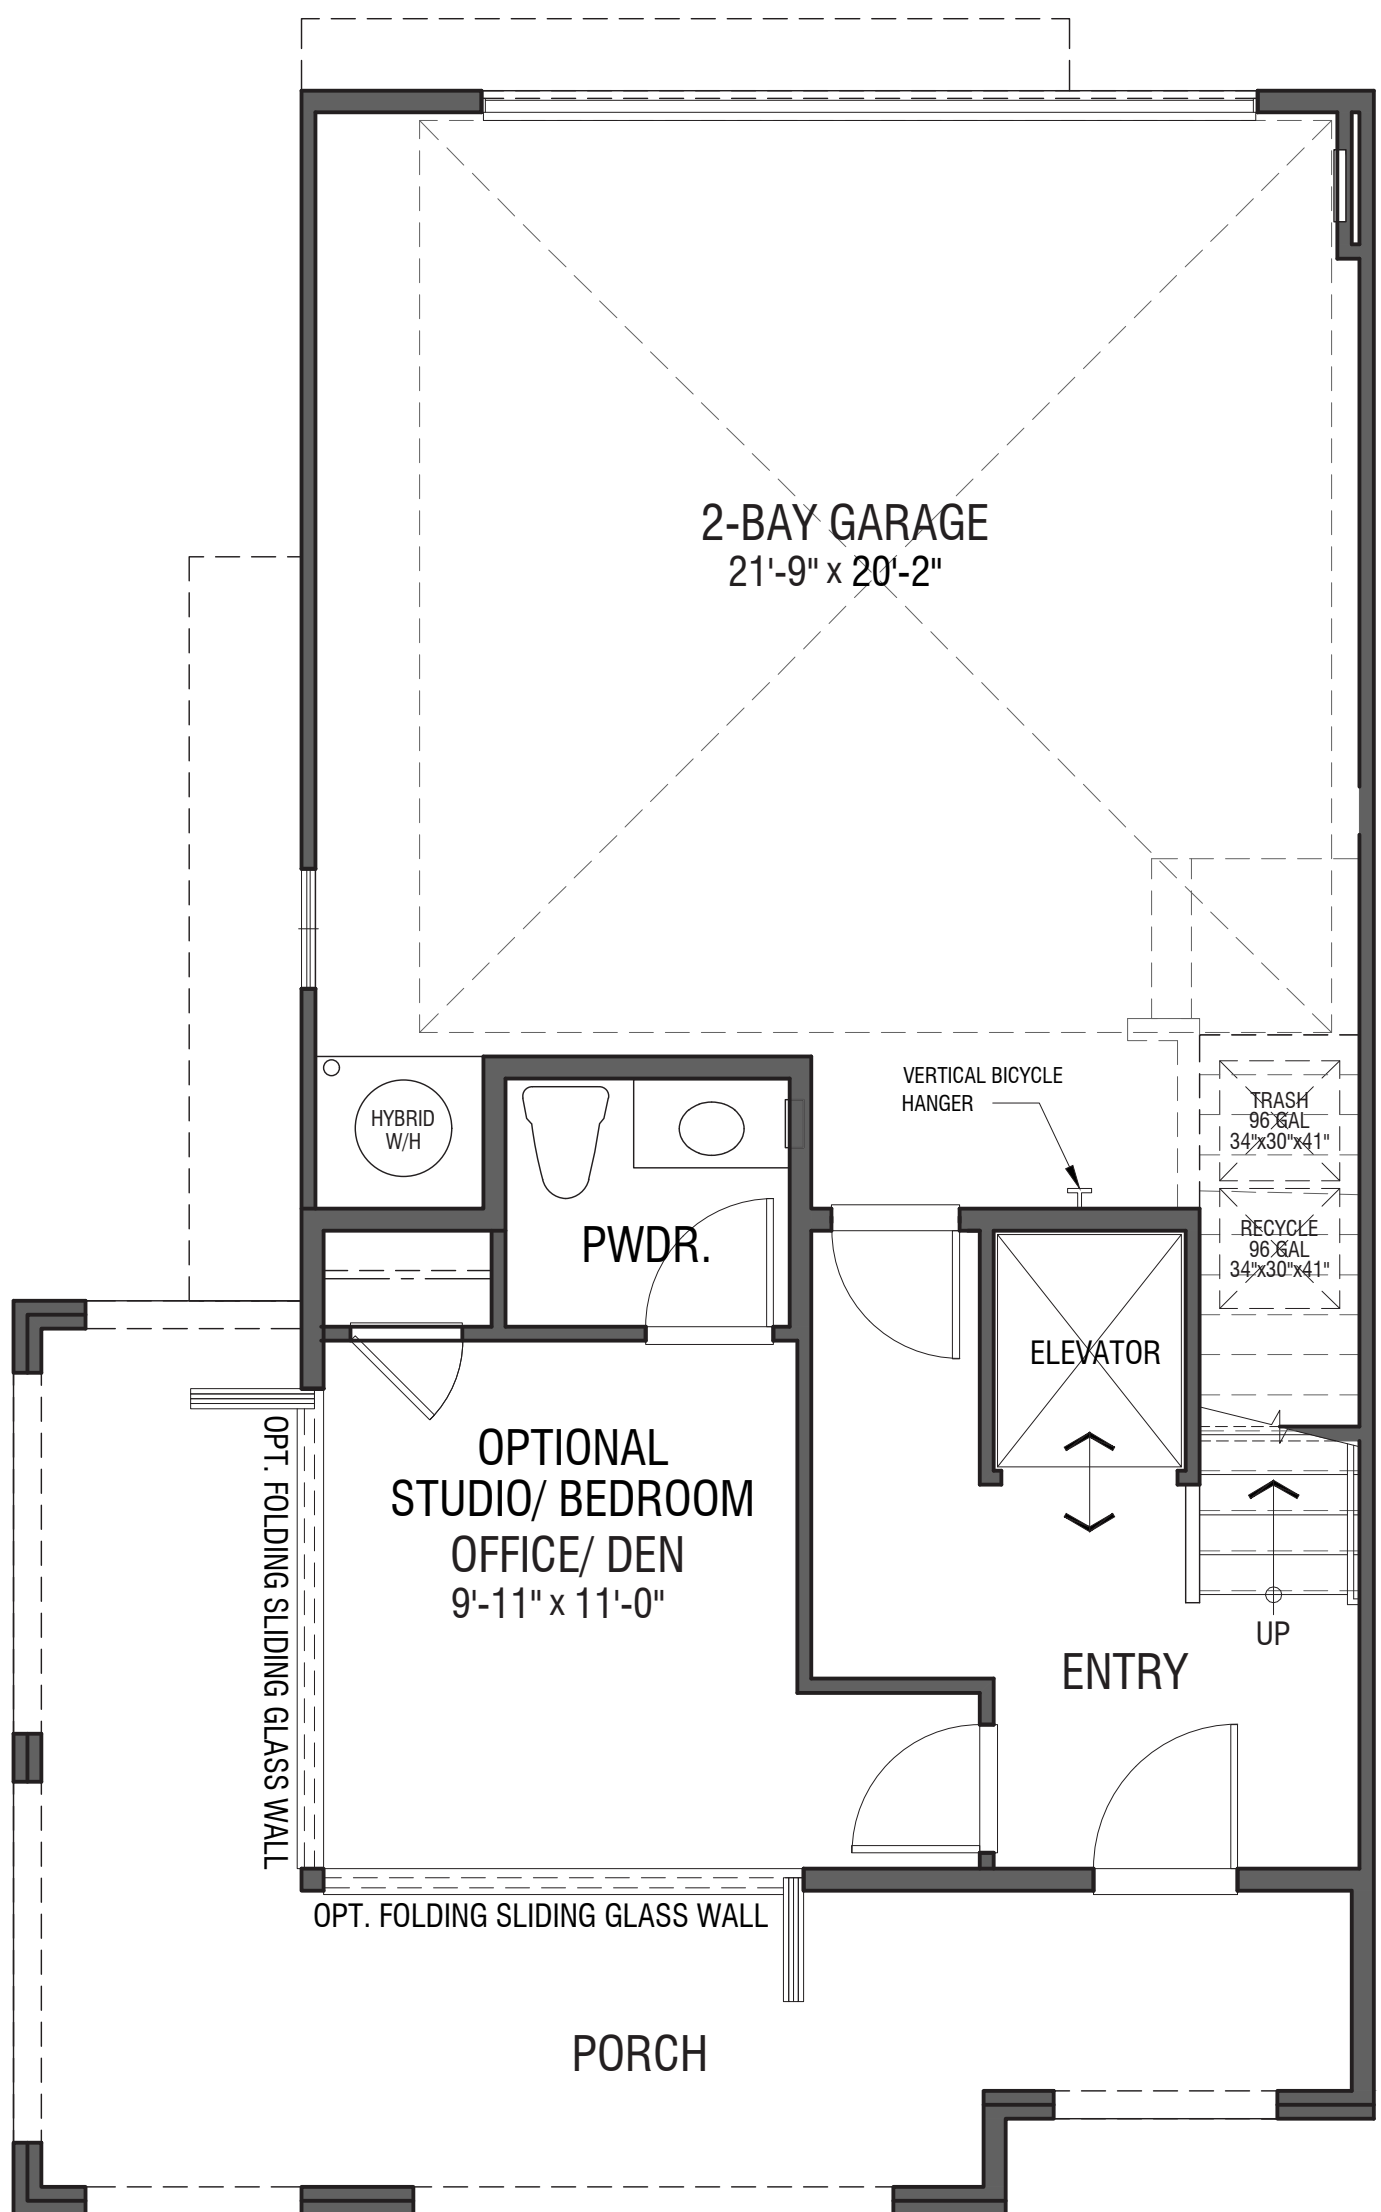 2-BAY GARAGE
21'-9" x 20'-2"
VERTICAL BICYCLE
HANGER
TRASH
96 GAL
34"x30"x41"
HYBRID
W/H
RECYCLE
96 GAL
34"x30"x41"
PWDR.
ELEVATOR
OPTIONAL
STUDIO/ BEDROOM
OFFICE/ DEN
9'-11" x 11'-0"
OPT. FOLDING SLIDING GLASS WALL
UP
ENTRY
OPT. FOLDING SLIDING GLASS WALL
PORCH